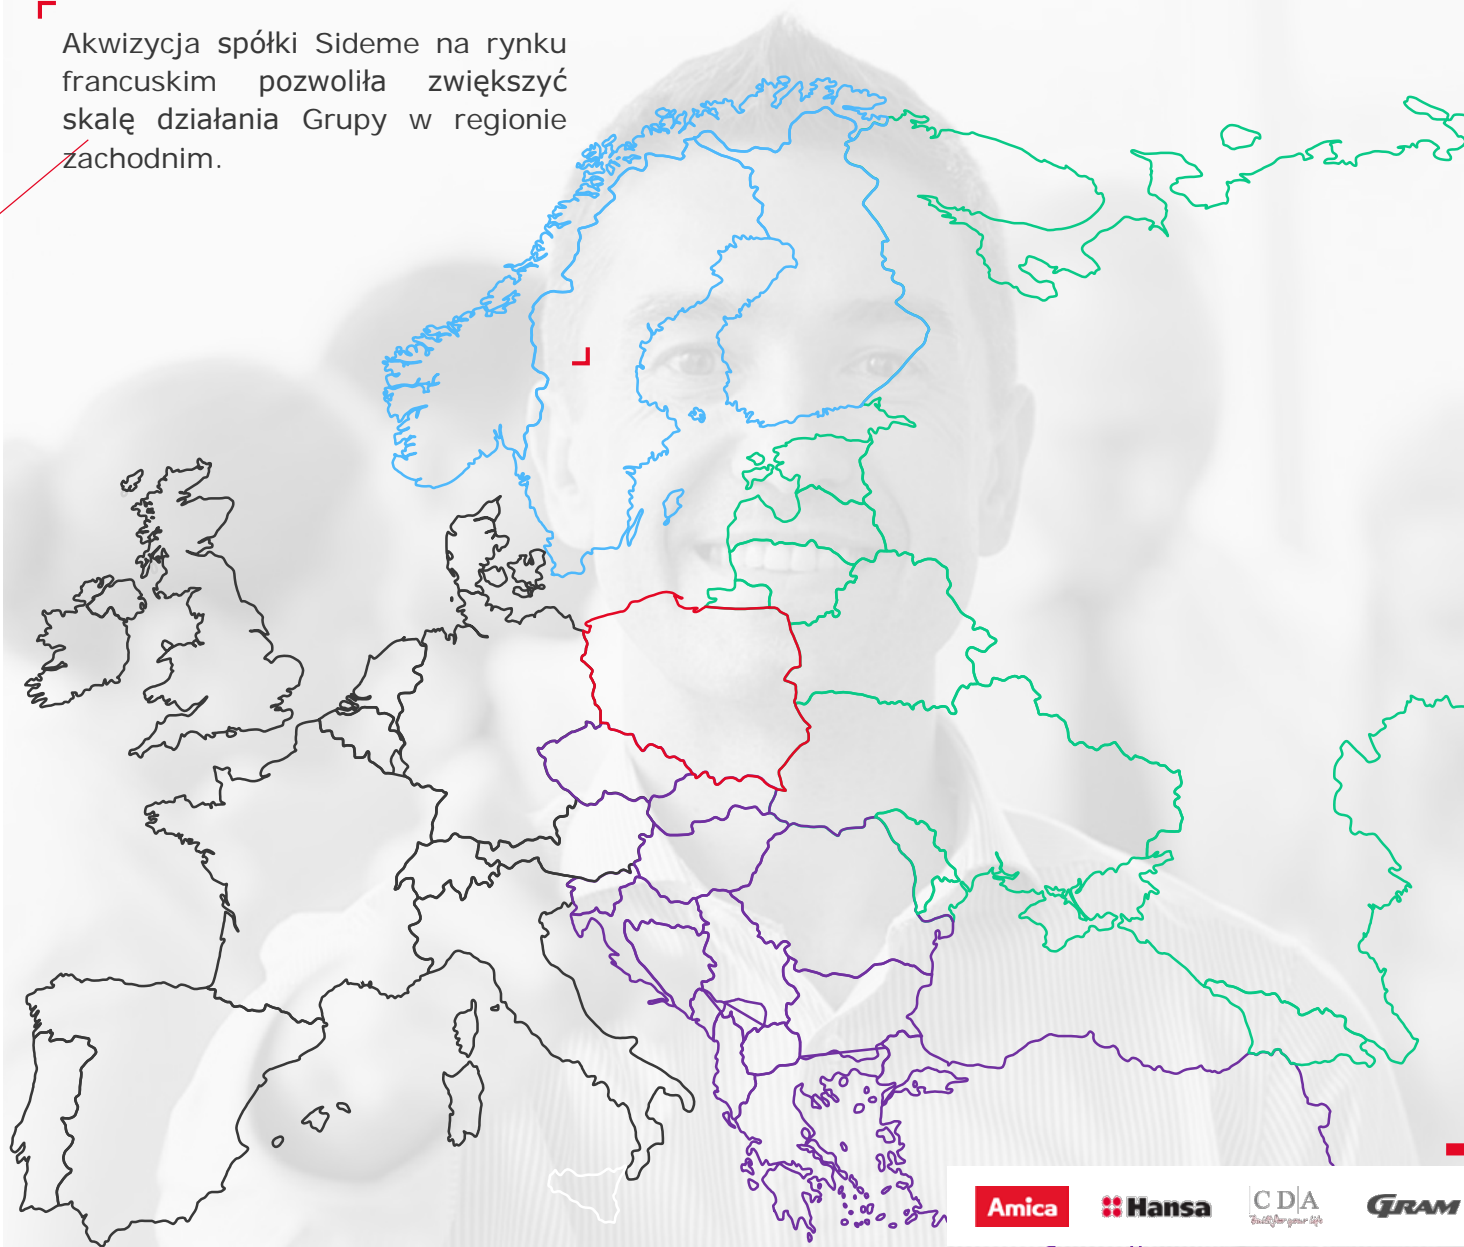 Akwizycja spółki Sideme na rynku
francuskim pozwoliła zwiększyć
skalę działania Grupy w regionie
zachodnim.
Amica
Hansa
CDA
GRAM